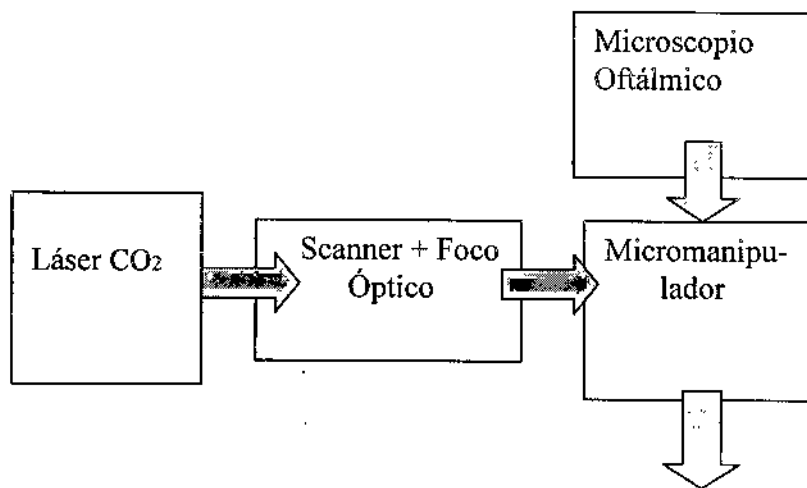 Microscopio
Oftálmico
Láser CO₂
Scanner + Foco
Óptico
Micromanipu-
lador